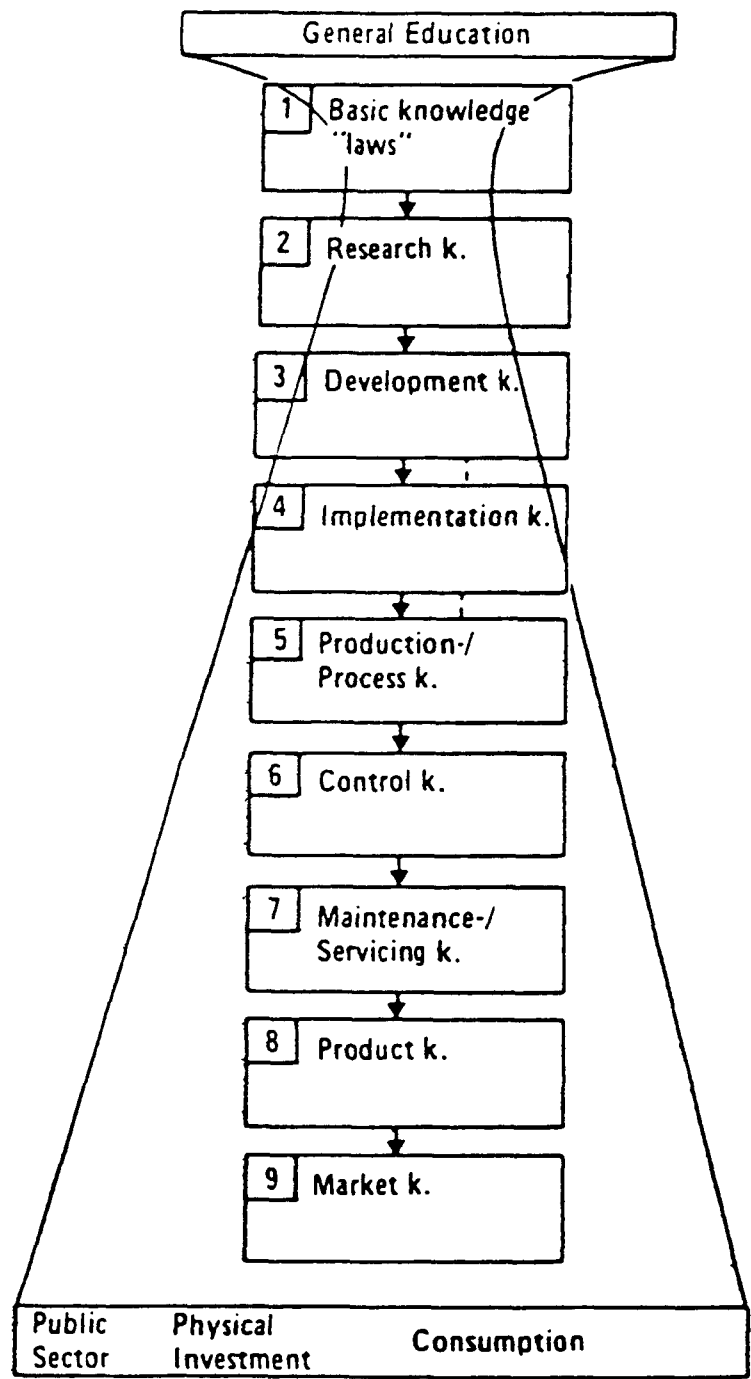 General Education
1 Basic knowledge
"laws"
2 Research k.
3 Development k.
4 Implementation k.
5 Production-/
Process k.
6 Control k.
7 Maintenance-/
Servicing k.
8 Product k.
9 Market k.
Public Physical Consumption
Sector Investment